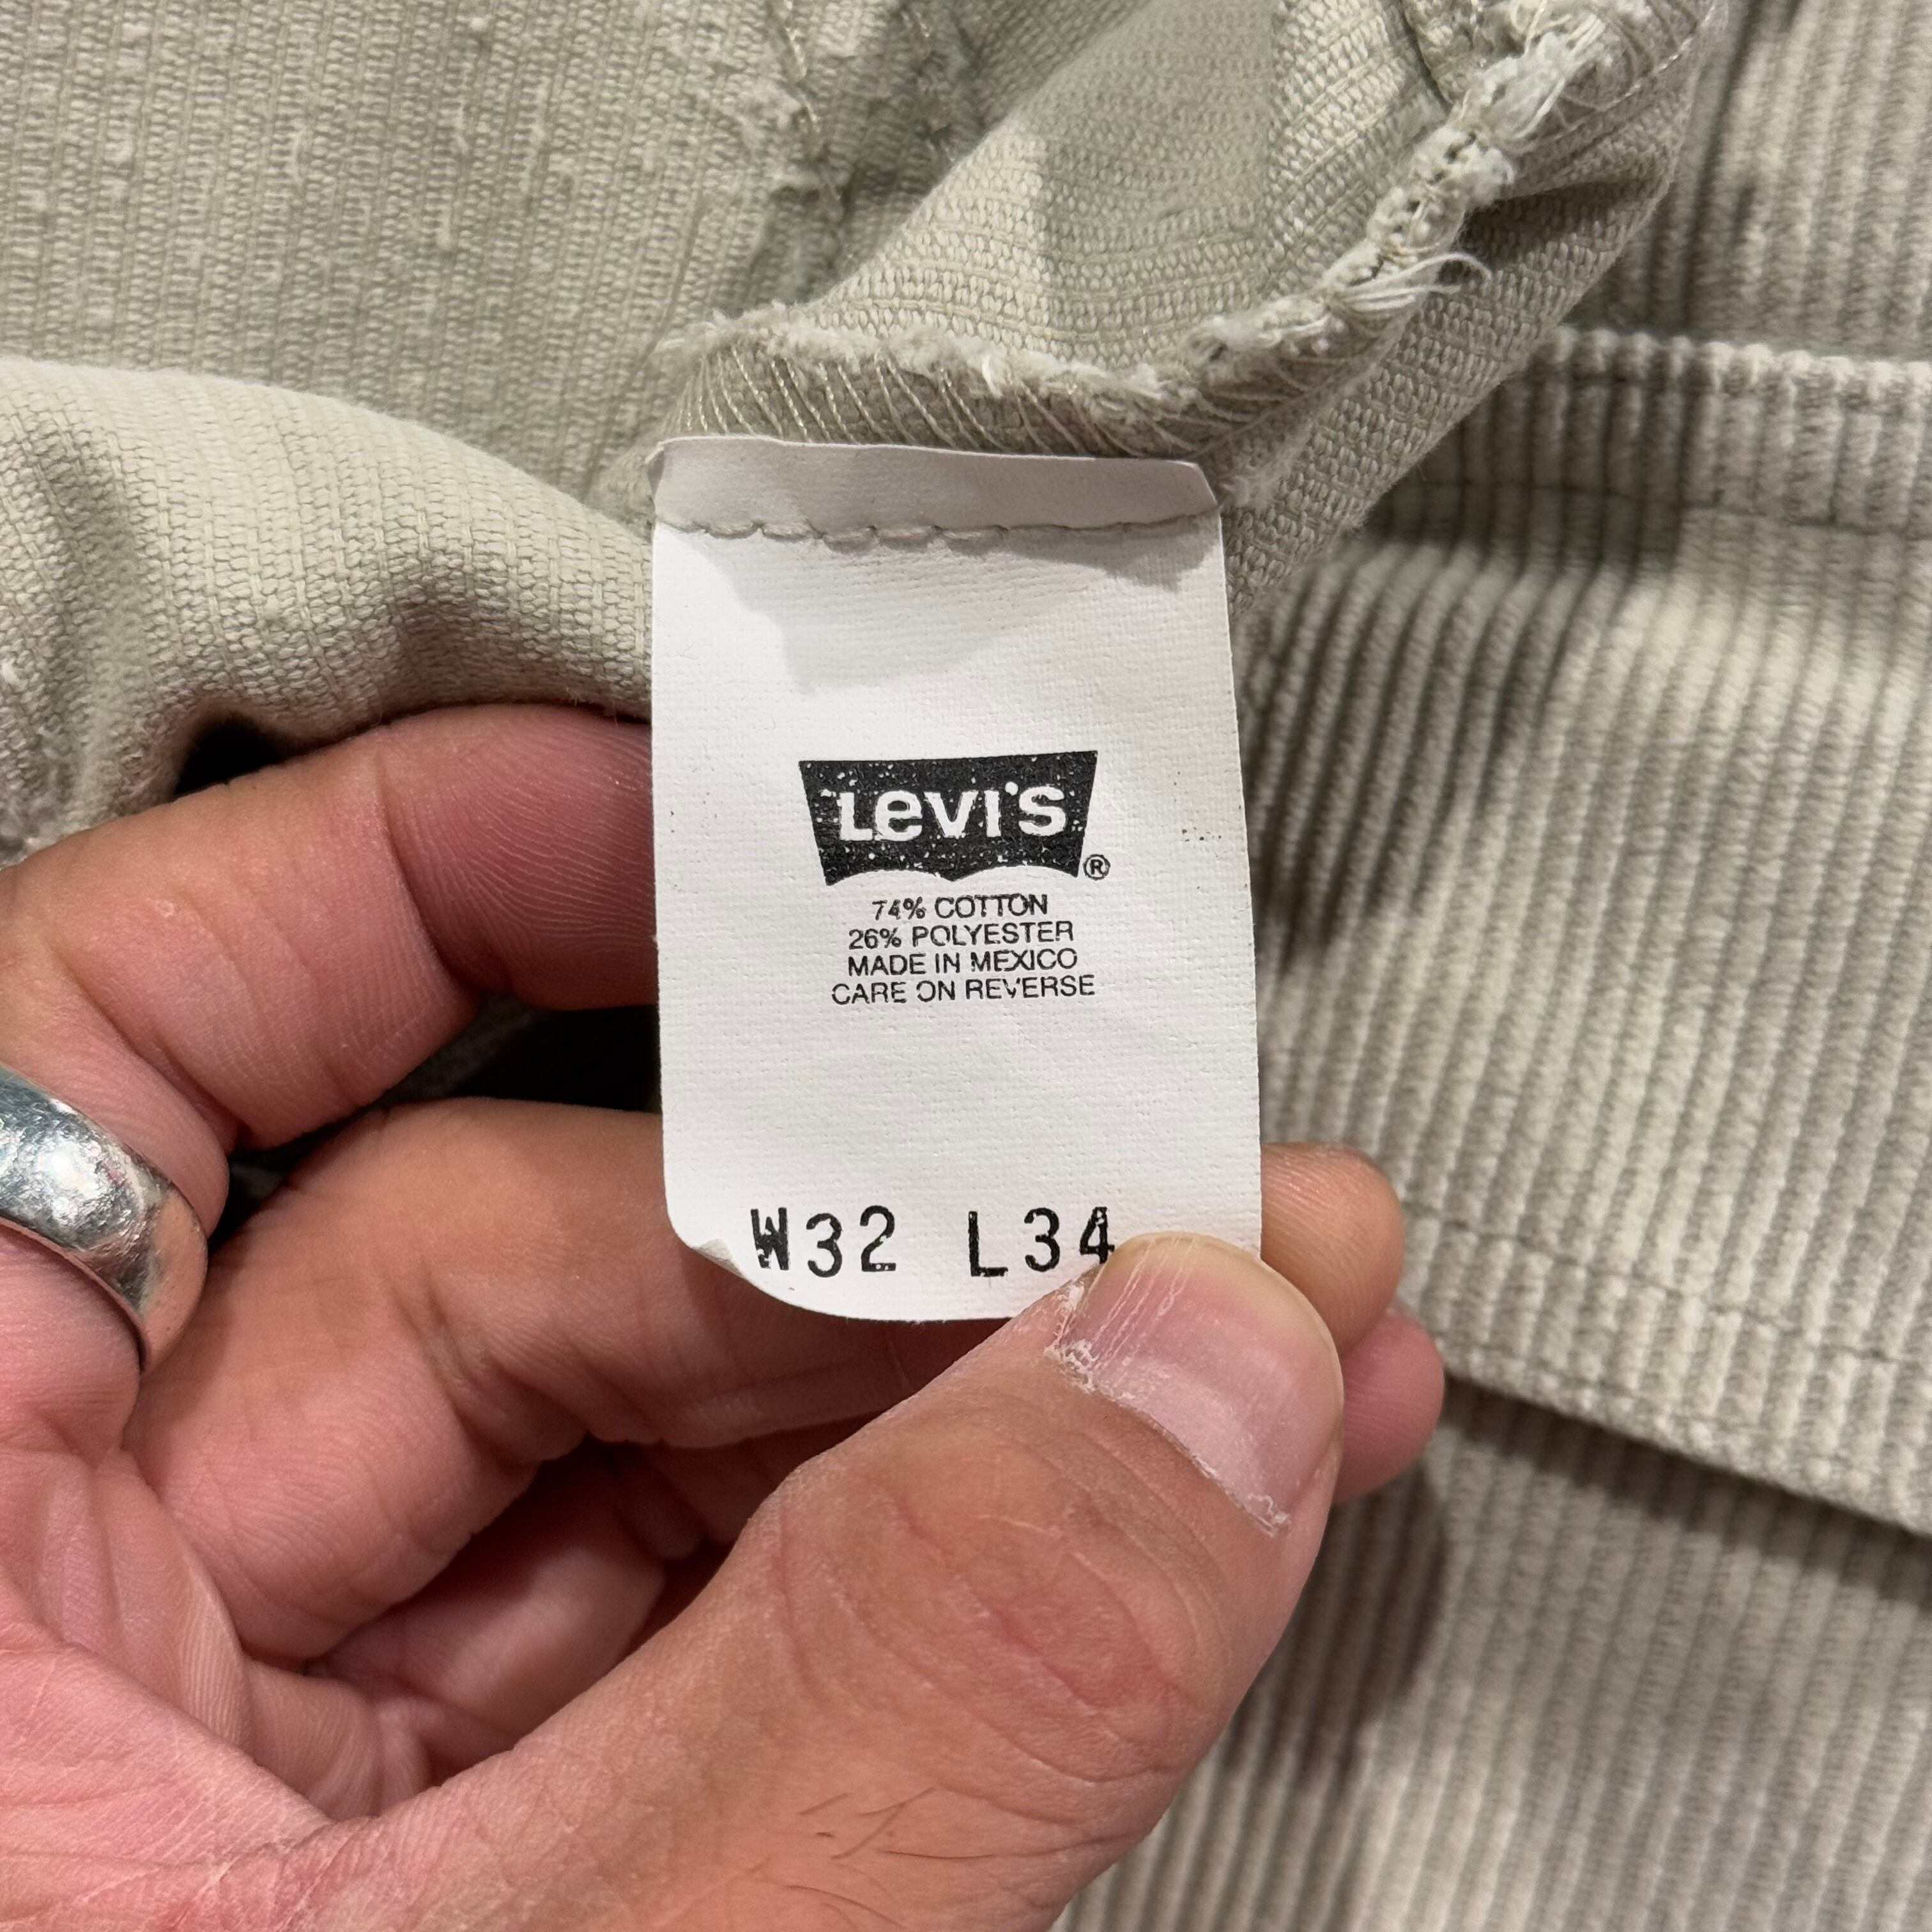 Levi's ®
74% COTTON
26% POLYESTER
MADE IN MEXICO
CARE ON REVERSE
W32 L34